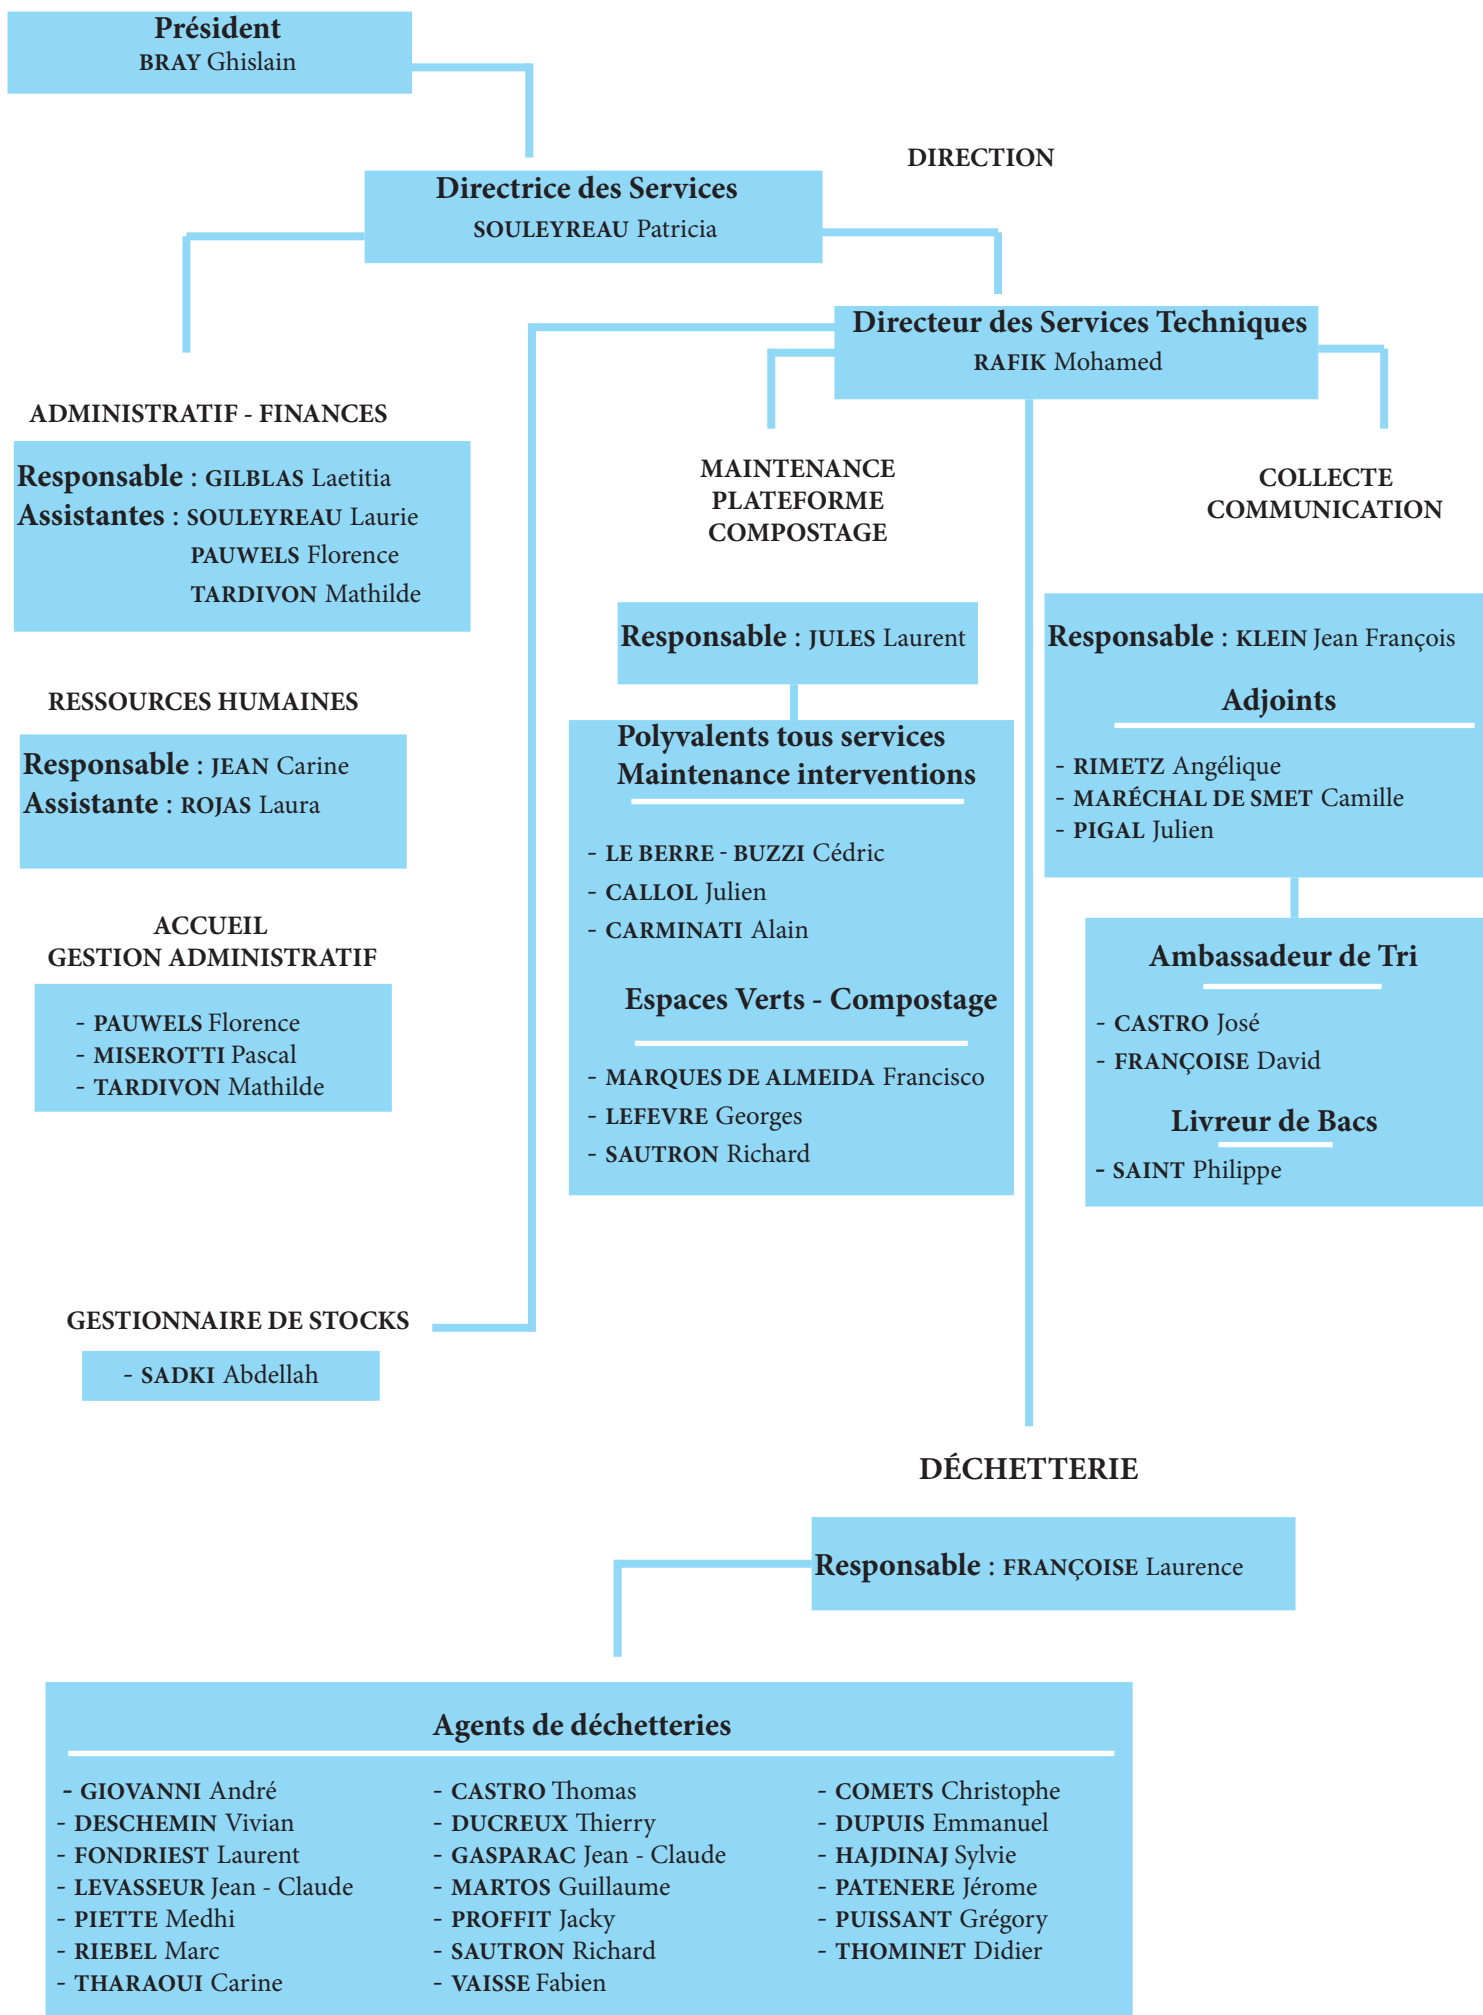 Président
BRAY Ghislain
DIRECTION
Directrice des Services
SOULEYREAU Patricia
Directeur des Services Techniques
RAFIK Mohamed
ADMINISTRATIF - FINANCES
Responsable : GILBLAS Laetitia
Assistantes : SOULEYREAU Laurie
PAUWELS Florence
TARDIVON Mathilde
RESSOURCES HUMAINES
Responsable : JEAN Carine
Assistante : ROJAS Laura
ACCUEIL
GESTION ADMINISTRATIF
- PAUWELS Florence
- MISEROTTI Pascal
- TARDIVON Mathilde
GESTIONNAIRE DE STOCKS
- SADKI Abdellah
MAINTENANCE
PLATEFORME
COMPOSTAGE
Responsable : JULES Laurent
Polyvalents tous services
Maintenance interventions
- LE BERRE - BUZZI Cédric
- CALLOL Julien
- CARMINATI Alain
Espaces Verts - Compostage
- MARQUES DE ALMEIDA Francisco
- LEFEVRE Georges
- SAUTRON Richard
COLLECTE
COMMUNICATION
Responsable : KLEIN Jean François
Adjoints
- RIMETZ Angélique
- MARÉCHAL DE SMET Camille
- PIGAL Julien
Ambassadeur de Tri
- CASTRO José
- FRANÇOISE David
Livreur de Bacs
- SAINT Philippe
DÉCHETTERIE
Responsable : FRANÇOISE Laurence
Agents de déchetteries
- GIOVANNI André
- DESCHEMIN Vivian
- FONDRIEST Laurent
- LEVASSEUR Jean - Claude
- PIETTE Medhi
- RIEBEL Marc
- THARAOUI Carine
- CASTRO Thomas
- DUCREUX Thierry
- GASPARAC Jean - Claude
- MARTOS Guillaume
- PROFFIT Jacky
- SAUTRON Richard
- VAISSE Fabien
- COMETS Christophe
- DUPUIS Emmanuel
- HAJDINAJ Sylvie
- PATENERE Jérome
- PUISSANT Grégory
- THOMINET Didier